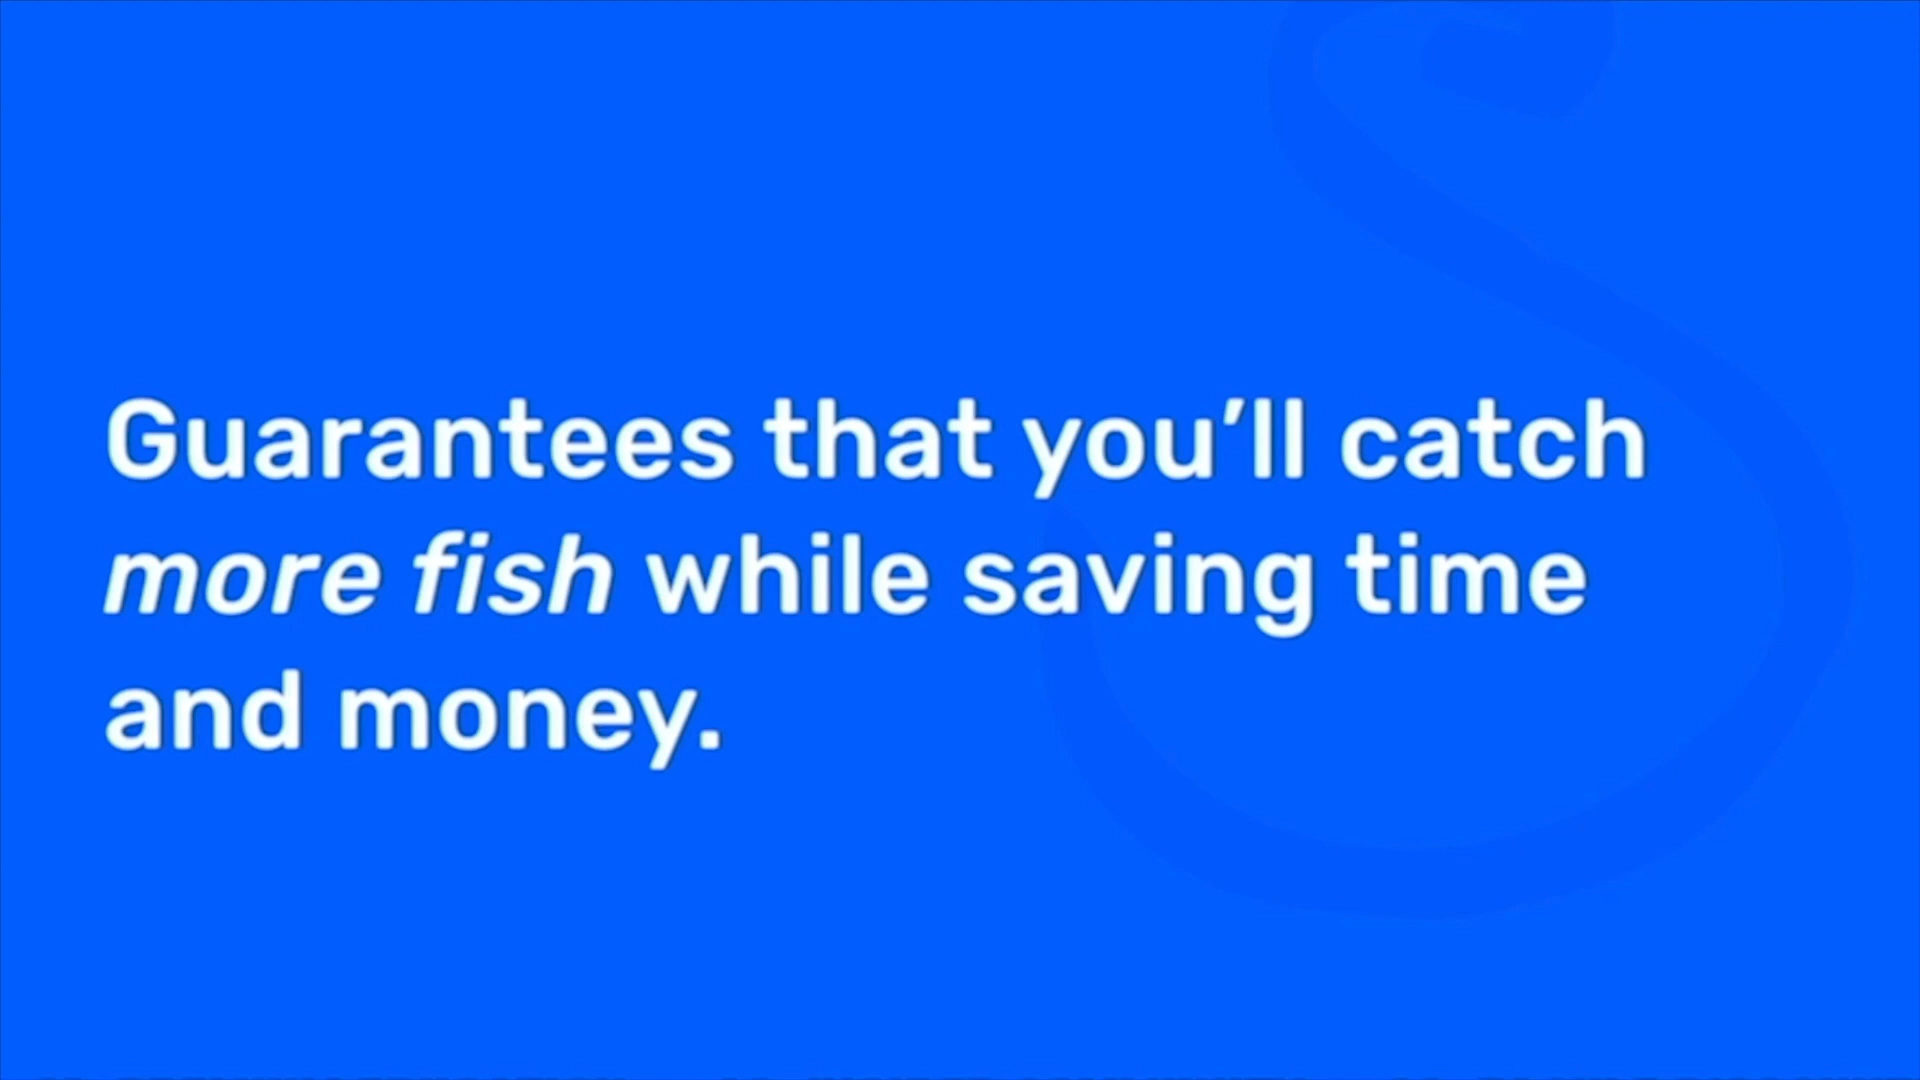 Guarantees that you’ll catch
more fish while saving time
and money.